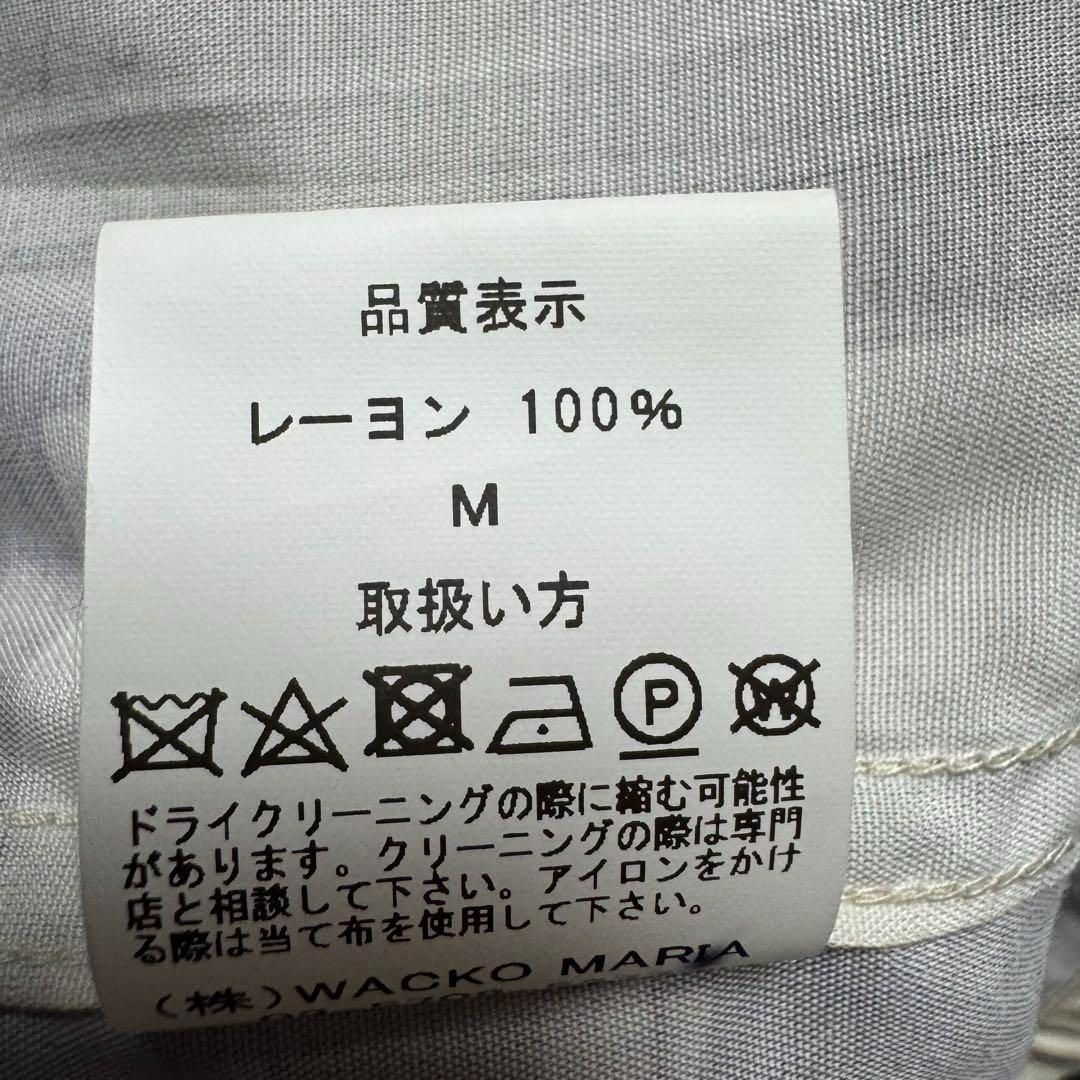 品質表示
レーヨン 100%
M
取扱い方
P W
ドライクリーニングの際に縮む可能性
があります。クリーニングの際は専門
店と相談して下さい。アイロンをかけ
る際は当て布を使用して下さい。
(株)WACKO MARIA